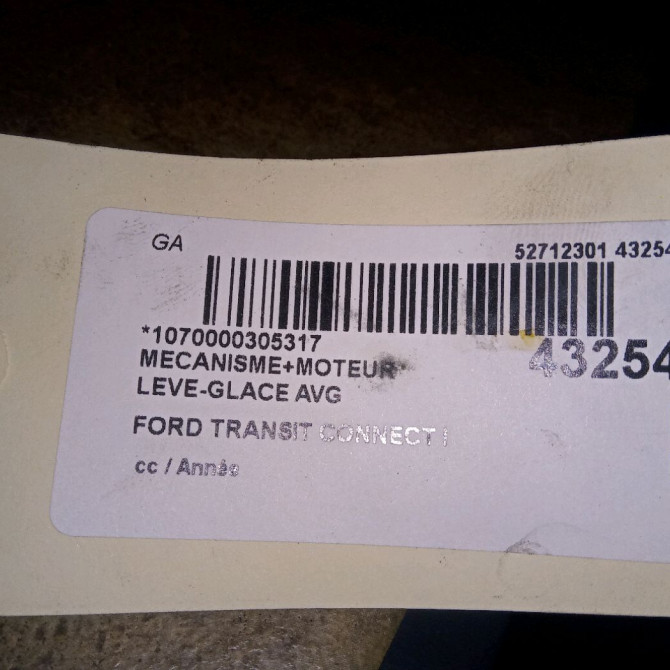 GA
52712301 43254
*1070000305317
43254
MECANISME+MOTEUR*
LEVE-GLACE AVG
FORD TRANSIT CONNECT I
cc / Année